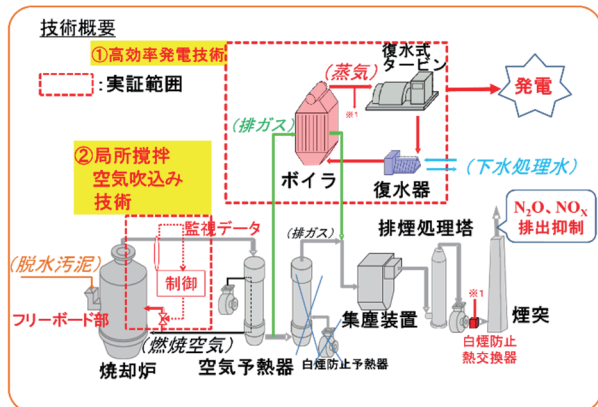 技術概要
①高効率発電技術
:実証範囲
②局所撹拌
空気吹込み
技術
(蒸気)
※1
復水式
タービン
発電
(排ガス)
ボイラ
復水器
(下水処理水)
監視データ
制御
(脱水汚泥)
フリーボード部
(燃焼空気)
焼却炉
空気予熱器
(排ガス)
白煙防止予熱器
集塵装置
排煙処理塔
※1
白煙防止
熱交換器
煙突
N₂O、NOₓ
排出抑制